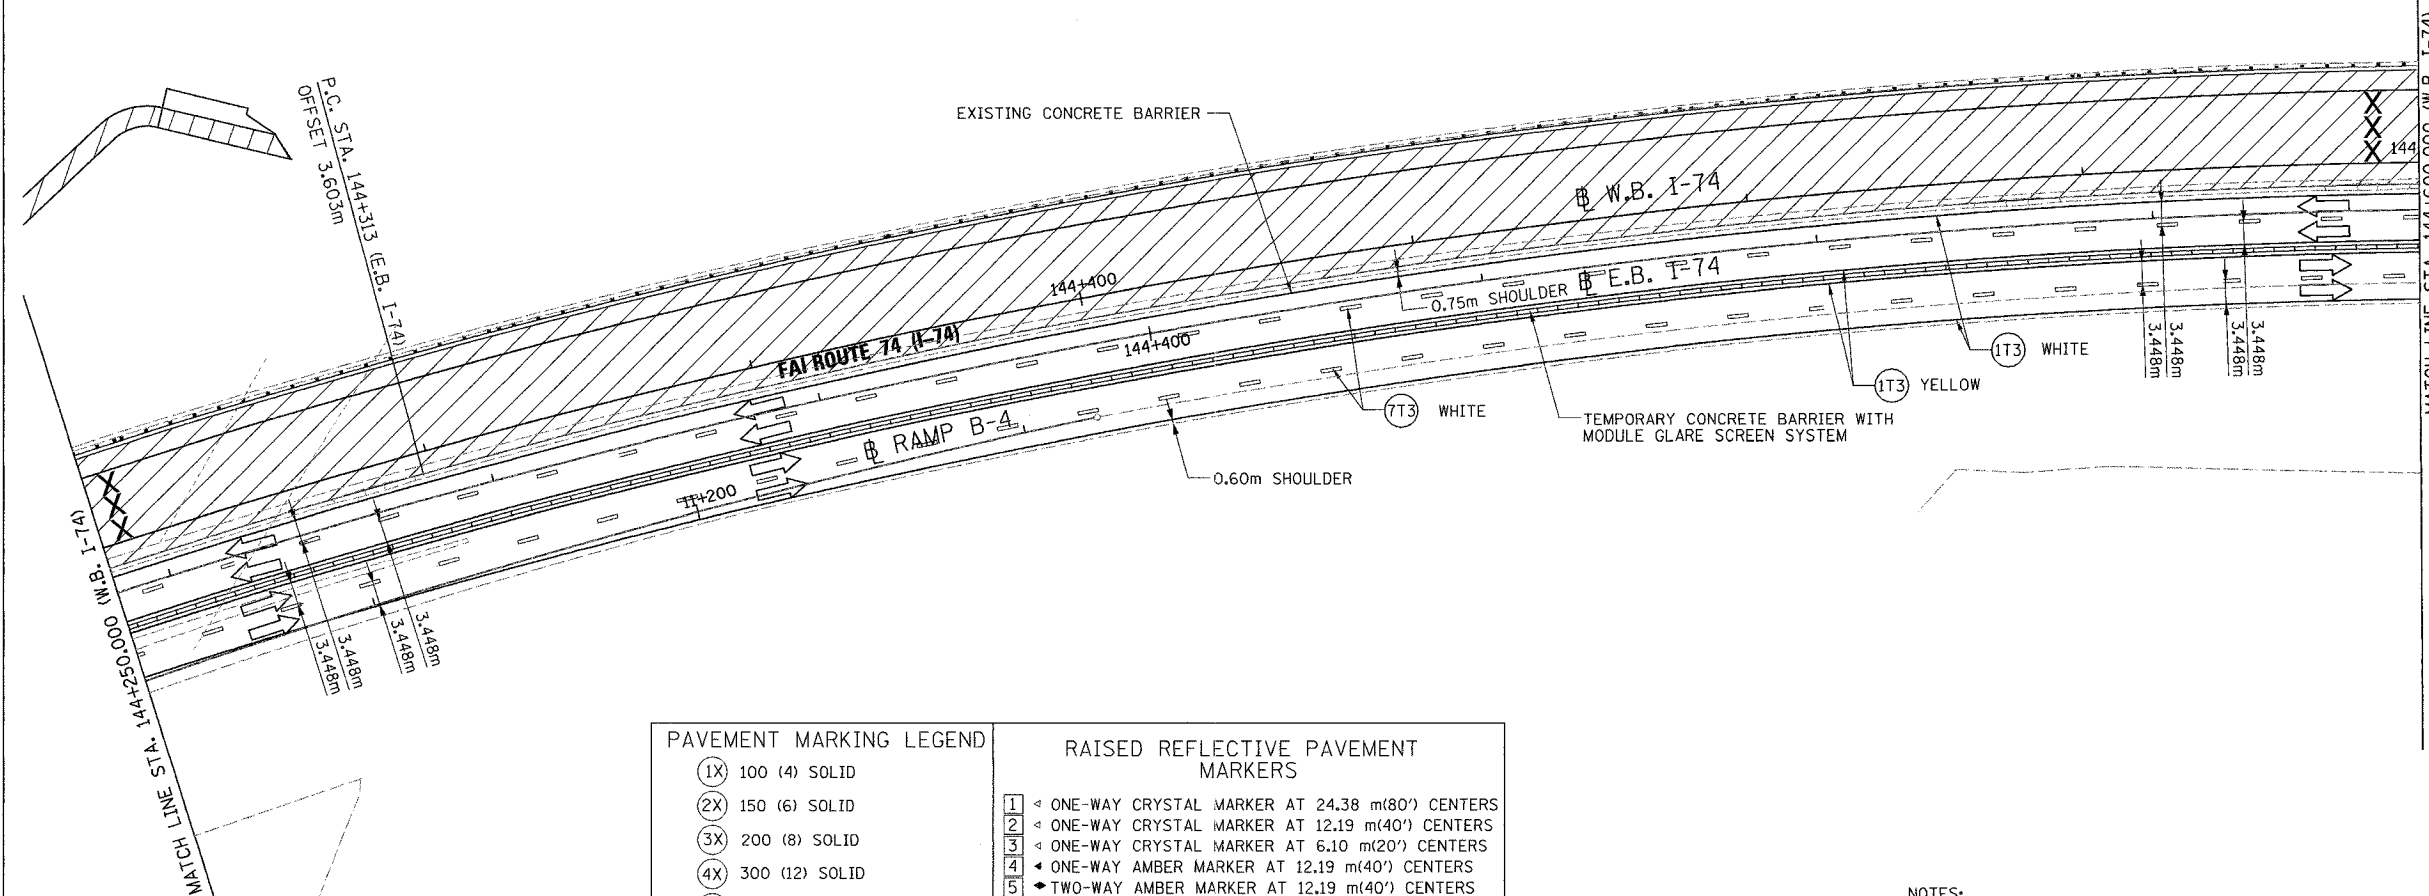 P.C. STA. 144+313 (E.B. I-74)
OFFSET 3.603m
EXISTING CONCRETE BARRIER
X
X
X
144
℄ W.B. I-74
144+400
0.75m SHOULDER
℄ E.B. I-74
FAI ROUTE 74 (I-74)
144+400
1T3 WHITE
3.448m
3.448m
3.448m
3.448m
1T3 YELLOW
7T3 WHITE
TEMPORARY CONCRETE BARRIER WITH
MODULE GLARE SCREEN SYSTEM
℄ RAMP B-4
0.60m SHOULDER
11+200
X
X
X
3.448m
3.448m
3.448m
3.448m
MATCH LINE STA. 144+250.000 (W.B. I-74)
PAVEMENT MARKING LEGEND
1X 100 (4) SOLID
2X 150 (6) SOLID
3X 200 (8) SOLID
4X 300 (12) SOLID
RAISED REFLECTIVE PAVEMENT
MARKERS
1 ONE-WAY CRYSTAL MARKER AT 24.38 m(80') CENTERS
2 ONE-WAY CRYSTAL MARKER AT 12.19 m(40') CENTERS
3 ONE-WAY CRYSTAL MARKER AT 6.10 m(20') CENTERS
4 ONE-WAY AMBER MARKER AT 12.19 m(40') CENTERS
5 TWO-WAY AMBER MARKER AT 12.19 m(40') CENTERS
NOTES: